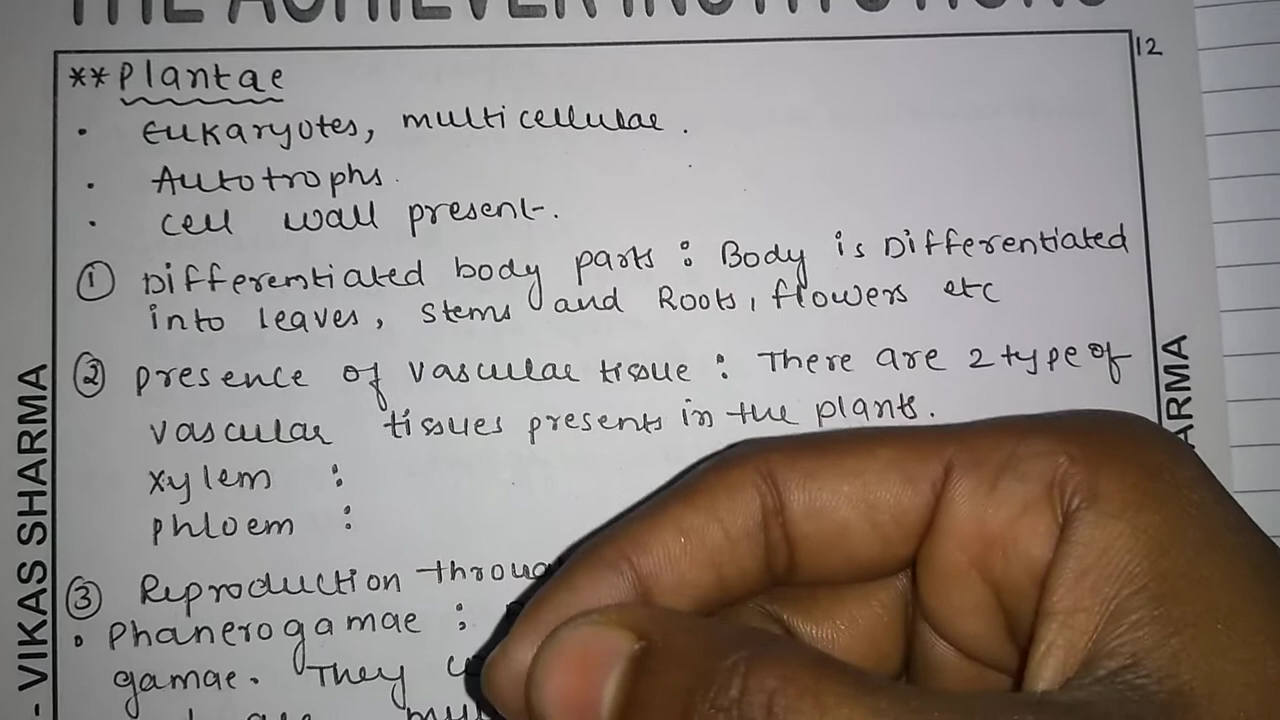 THE ACHIEVER INSTITUTIONS
12
**Plantae
• Eukaryotes, multicellular.
• Autotrophs.
• cell wall present.
① Differentiated body parts : Body is Differentiated
into leaves, stems and Roots, flowers etc
② presence of vascular tissue : There are 2 type of
vascular tissues presents in the plants.
xylem :
phloem :
③ Reproduction
• Phanerogamae :
gamae. They
- VIKAS SHARMA
ARMA